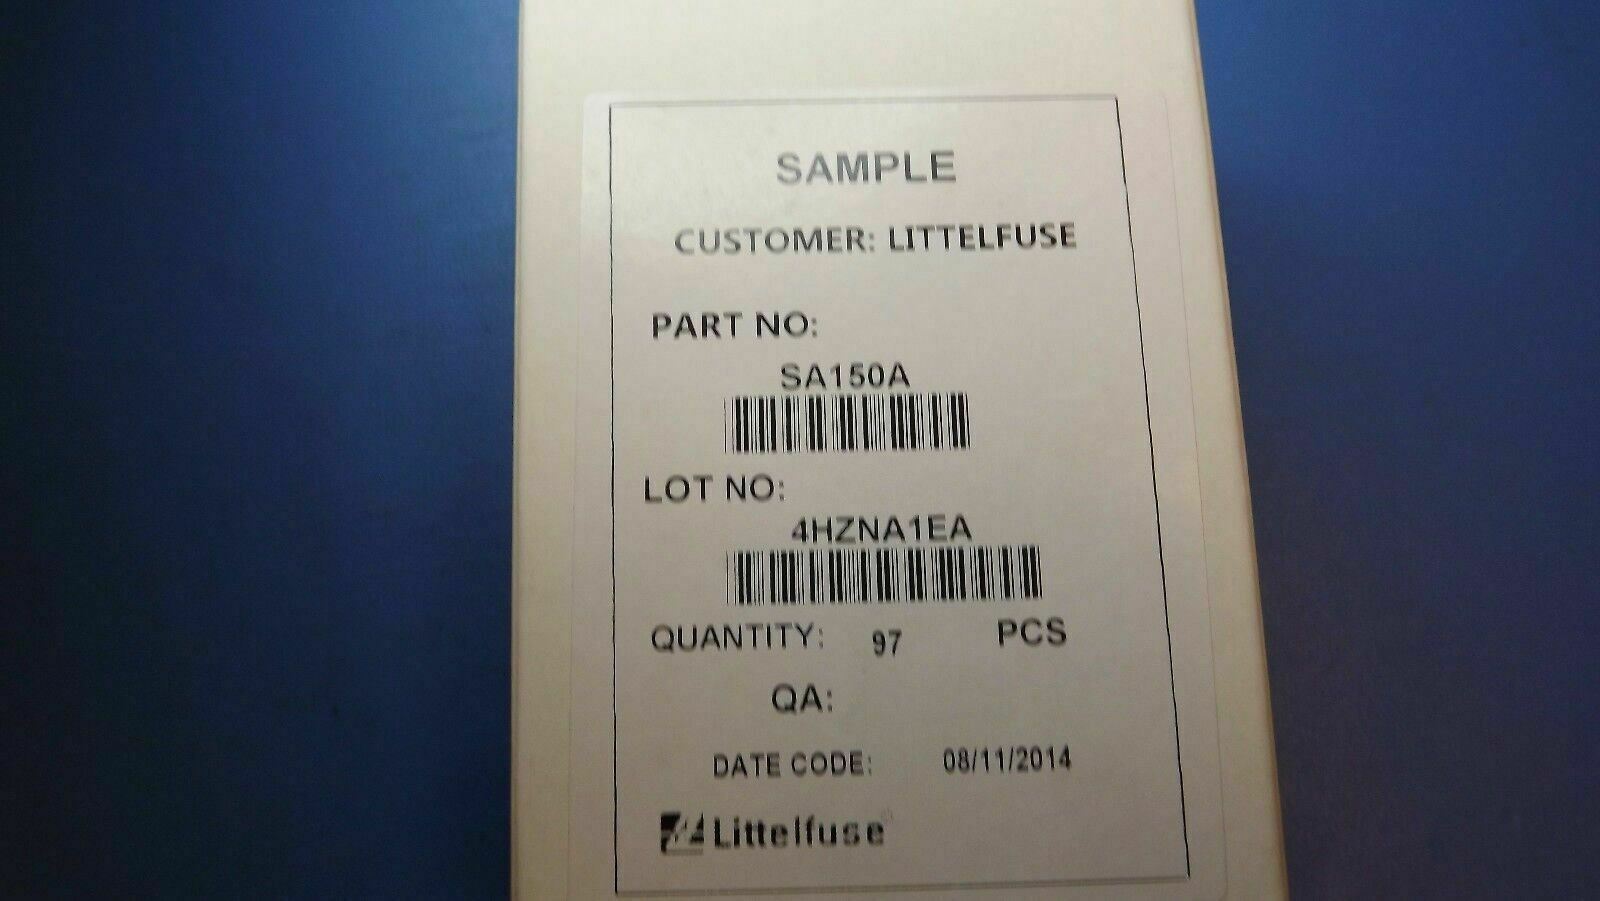 SAMPLE
CUSTOMER: LITTELFUSE
PART NO:
SA150A
LOT NO:
4HZNA1EA
QUANTITY: 97 PCS
QA:
DATE CODE: 08/11/2014
Littelfuse